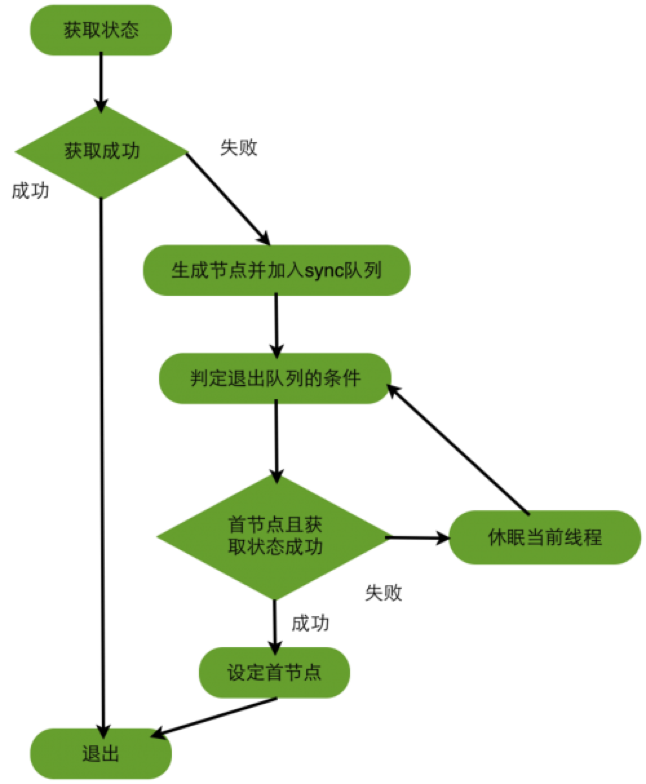 获取状态
获取成功
失败
成功
生成节点并加入sync队列
判定退出队列的条件
首节点且获
取状态成功
休眠当前线程
失败
成功
设定首节点
退出